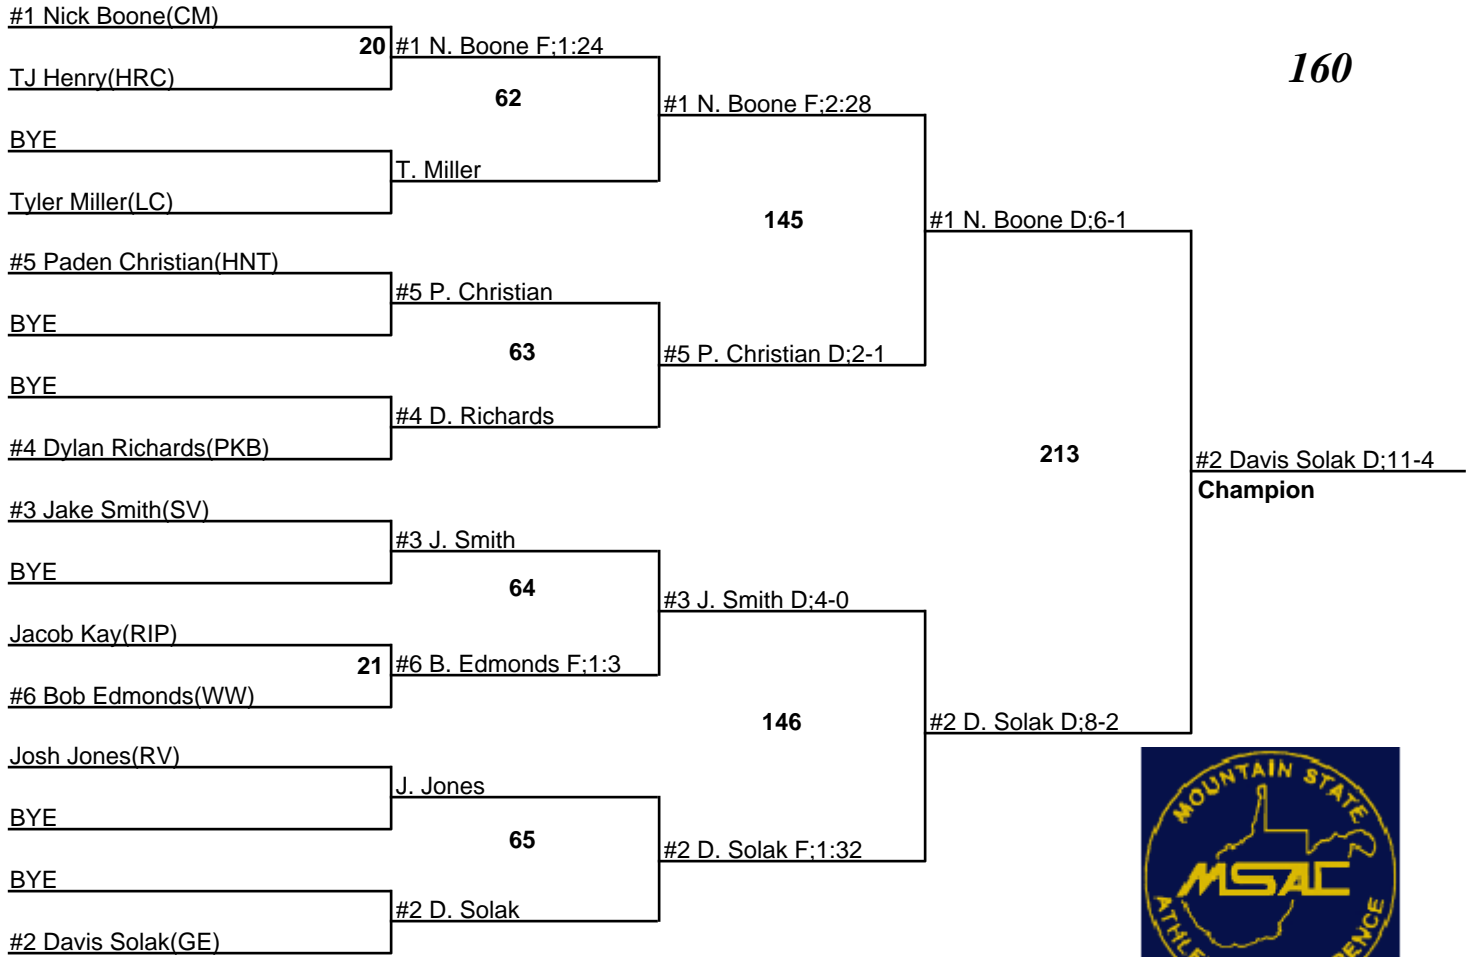 #1 Nick Boone(CM)
TJ Henry(HRC)
BYE
Tyler Miller(LC)
#5 Paden Christian(HNT)
BYE
BYE
#4 Dylan Richards(PKB)
#3 Jake Smith(SV)
BYE
Jacob Kay(RIP)
#6 Bob Edmonds(WW)
Josh Jones(RV)
BYE
BYE
#2 Davis Solak(GE)
20
21
#1 N. Boone F;1:24
T. Miller
#5 P. Christian
#4 D. Richards
#3 J. Smith
#6 B. Edmonds F;1:3
J. Jones
#2 D. Solak
62
63
64
65
#1 N. Boone F;2:28
#5 P. Christian D;2-1
#3 J. Smith D;4-0
#2 D. Solak F;1:32
145
146
#1 N. Boone D;6-1
#2 D. Solak D;8-2
213
#2 Davis Solak D;11-4
Champion
160
MOUNTAIN STATE
MSAC